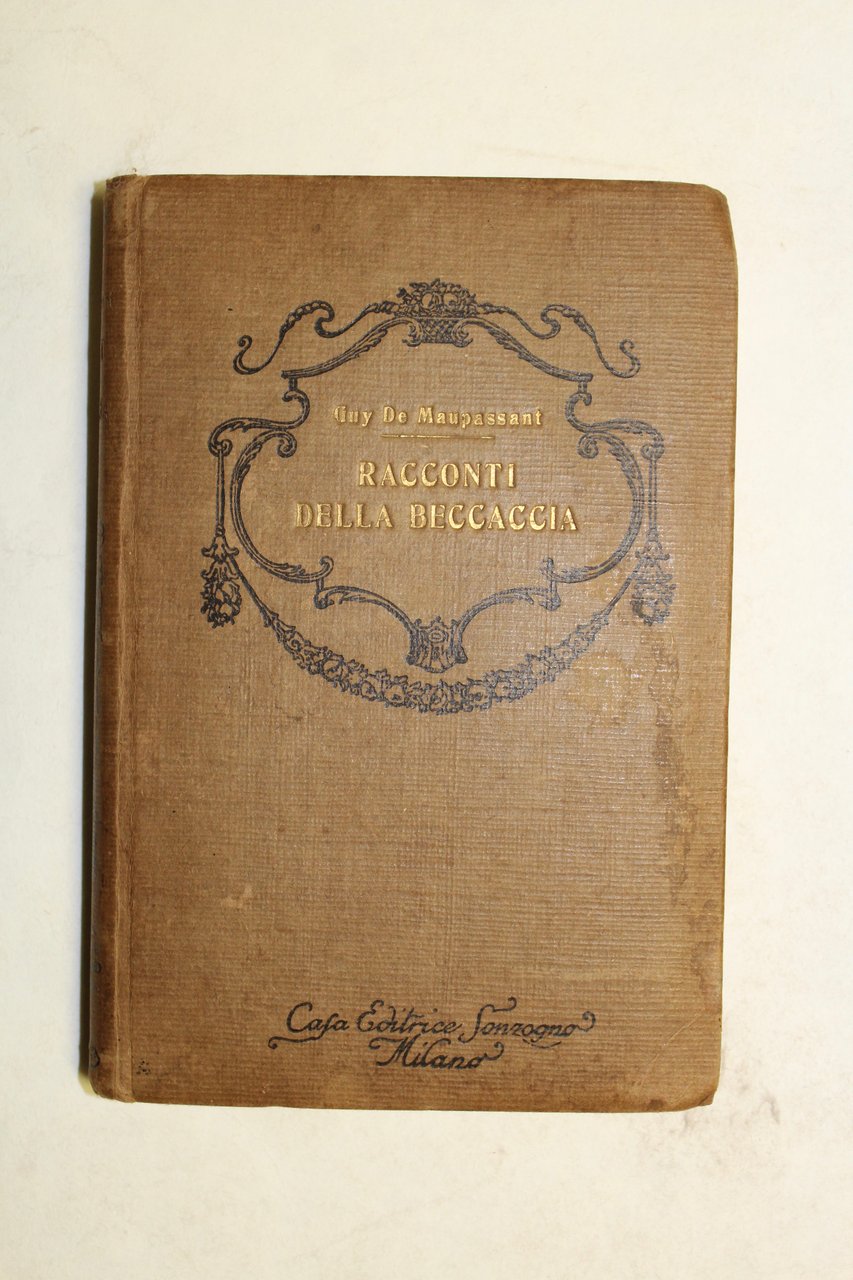 Guy De Maupassant
RACCONTI
DELLA BECCACCIA
Casa Editrice Sonzogno
Milano